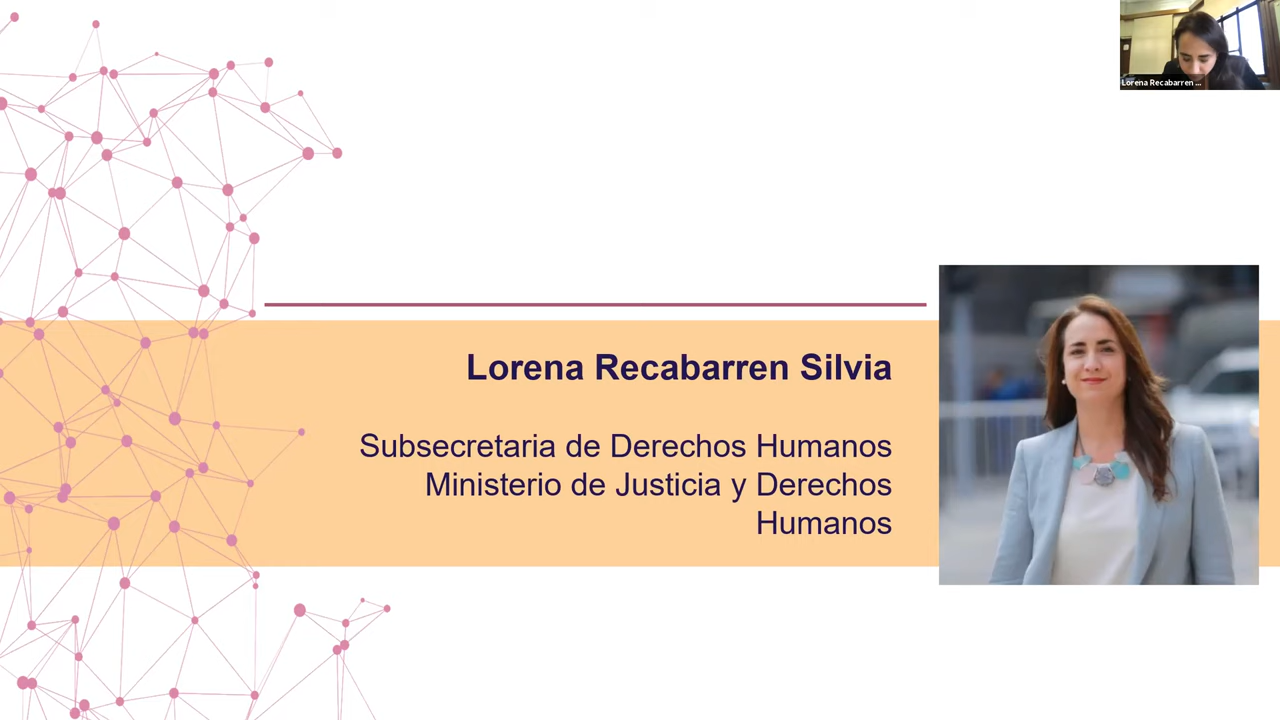 Lorena Recabarren ...
Lorena Recabarren Silvia
Subsecretaria de Derechos Humanos
Ministerio de Justicia y Derechos
Humanos